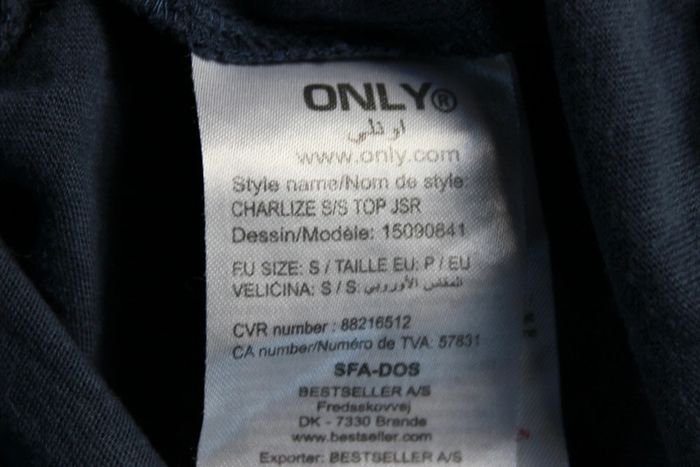 ONLY®
اونلي
www.only.com
Style name/Nom de style:
CHARLIZE S/S TOP JSR
Dessin/Modèle: 15090841
EU SIZE: S / TAILLE EU: P / EU
VELIČINA: S / S: المقاس الأوروبي
CVR number : 88216512
CA number/Numéro de TVA: 57831
SFA-DOS
BESTSELLER A/S
Fredskovvej
DK - 7330 Brande
www.bestseller.com
Exporter: BESTSELLER A/S